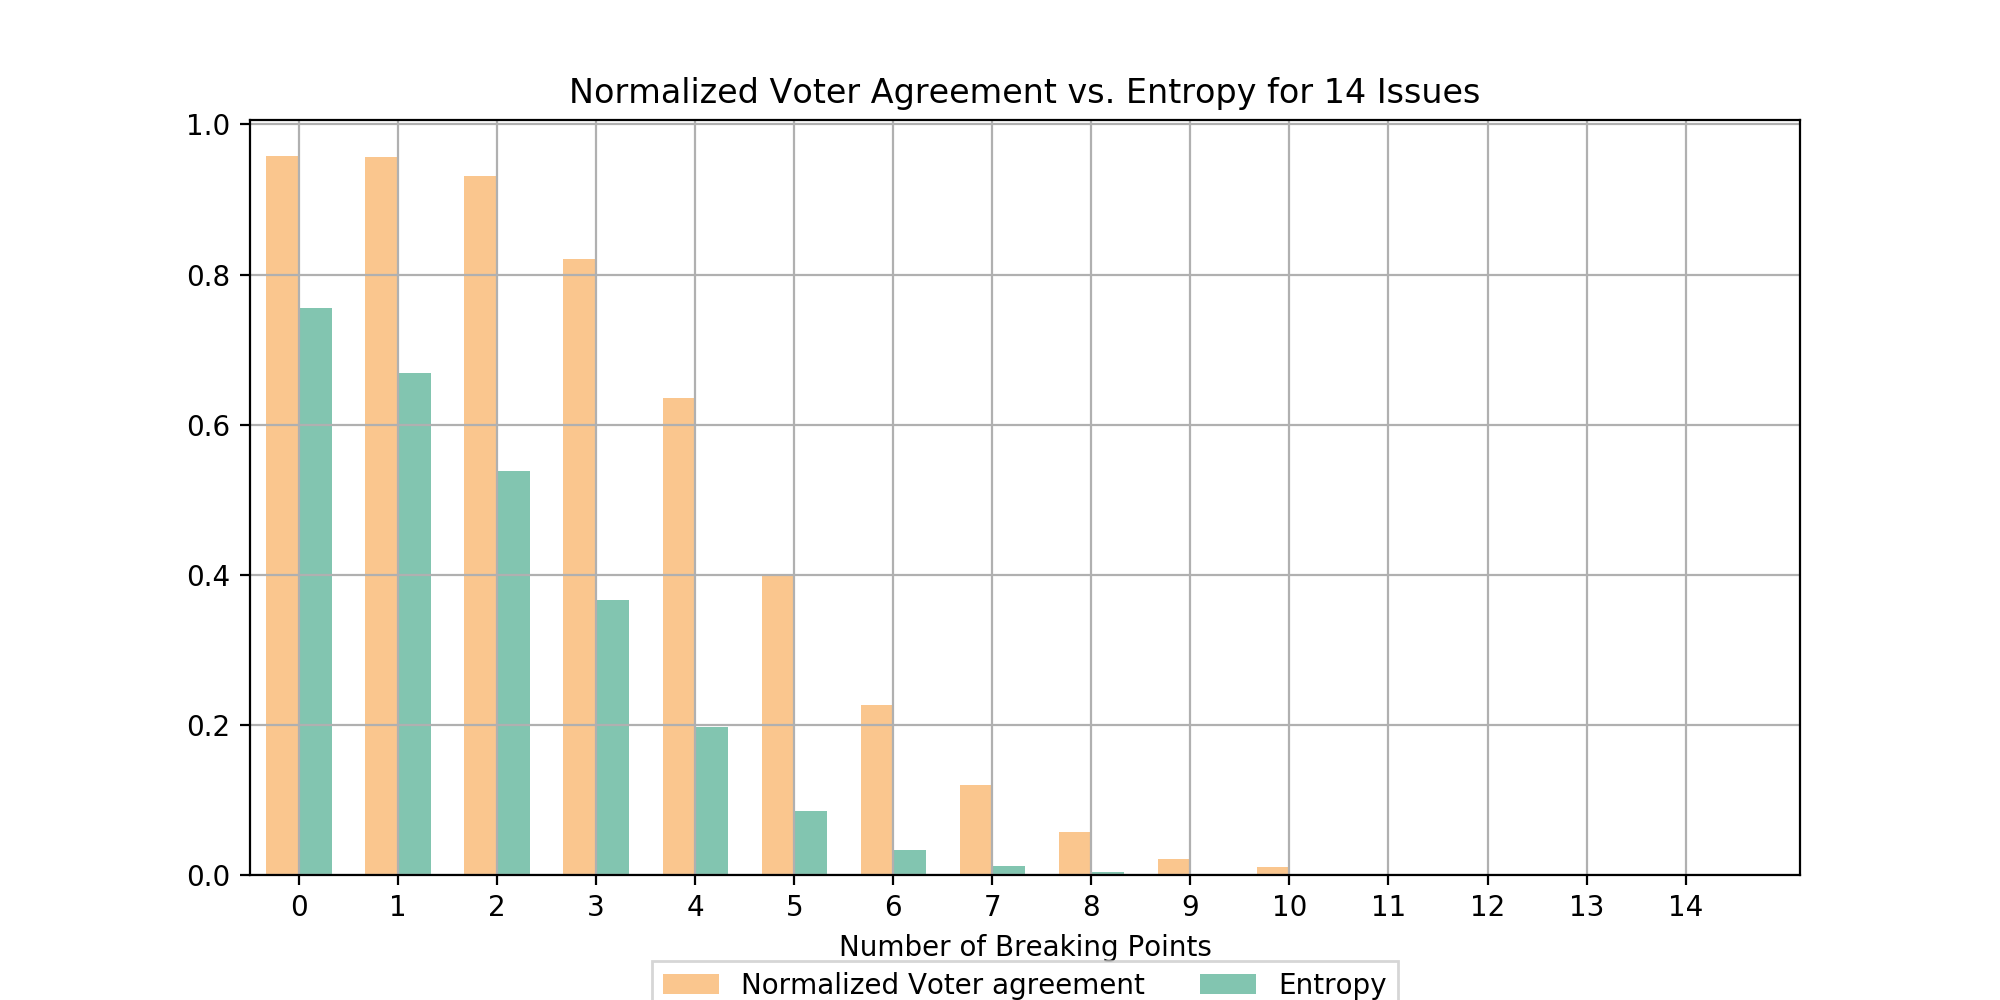 Normalized Voter Agreement vs. Entropy for 14 Issues
1.0
0.8
0.6
0.4
0.2
0.0
0 1 2 3 4 5 6 7 8 9 10 11 12 13 14
Number of Breaking Points
Normalized Voter agreement Entropy